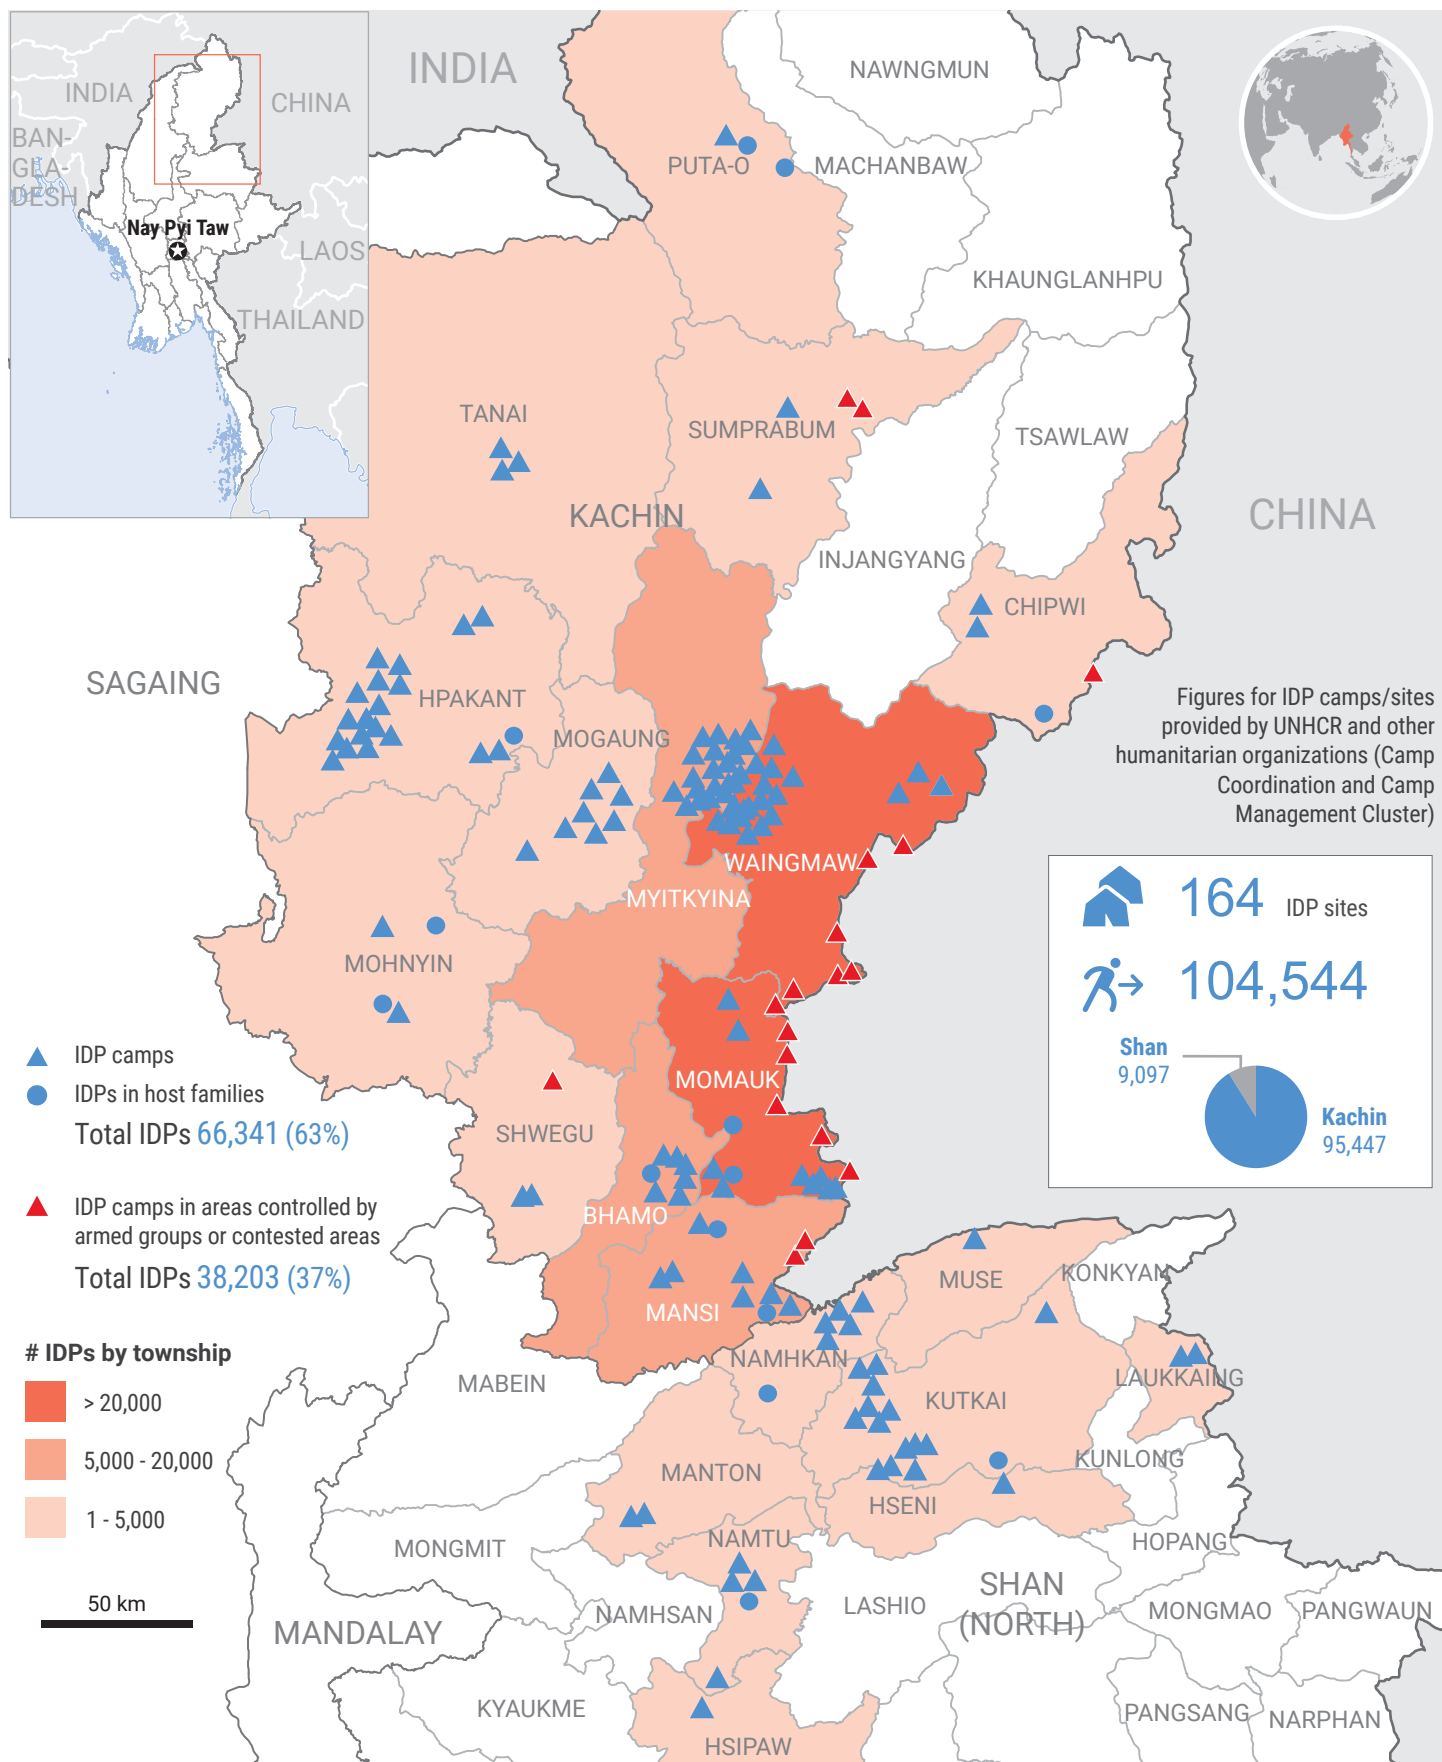 INDIA
CHINA
BAN-
GLA-
DESH
Nay Pyi Taw
LAOS
THAILAND
INDIA
NAWNGMUN
PUTA-O
MACHANBAW
KHAUNGLANHPU
TANAI
SUMPRABUM
TSAWLAW
KACHIN
CHINA
INJANGYANG
CHIPWI
SAGAING
HPAKANT
MOGAUNG
Figures for IDP camps/sites
provided by UNHCR and other
humanitarian organizations (Camp
Coordination and Camp
Management Cluster)
WAINGMAW
MYITKYINA
164 IDP sites
MOHNYIN
104,544
Shan
9,097
Kachin
95,447
IDP camps
IDPs in host families
Total IDPs 66,341 (63%)
MOMAUK
SHWEGU
IDP camps in areas controlled by
armed groups or contested areas
Total IDPs 38,203 (37%)
BHAMO
MUSE
KONKYAN
MANSI
# IDPs by township
> 20,000
5,000 - 20,000
1 - 5,000
50 km
NAMHKAN
MABEIN
LAUKKAING
KUTKAI
KUNLONG
MANTON
HSENI
NAMTU
HOPANG
MONGMIT
SHAN
(NORTH)
NAMHSAN
LASHIO
MONGMAO
PANGWAUN
MANDALAY
KYAUKME
PANGSANG
NARPHAN
HSIPAW